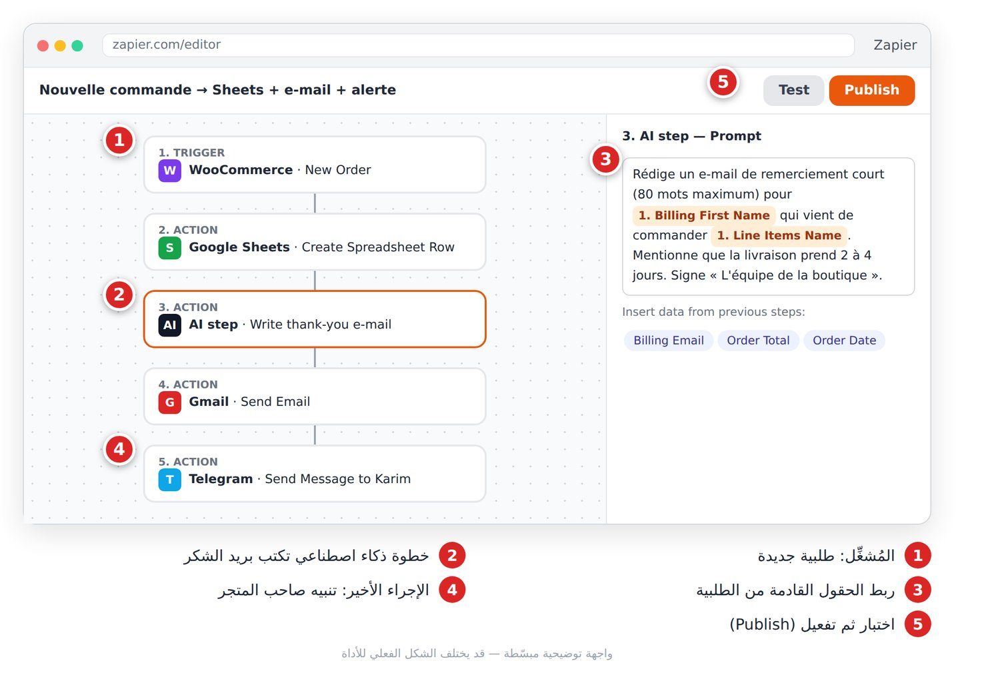 zapier.com/editor
Zapier
Nouvelle commande → Sheets + e-mail + alerte
5
Test
Publish
1
1. TRIGGER
W WooCommerce · New Order
2. ACTION
S Google Sheets · Create Spreadsheet Row
2
3. ACTION
AI AI step · Write thank-you e-mail
4. ACTION
G Gmail · Send Email
4
5. ACTION
T Telegram · Send Message to Karim
3. AI step — Prompt
3
Rédige un e-mail de remerciement court
(80 mots maximum) pour
1. Billing First Name qui vient de
commander 1. Line Items Name .
Mentionne que la livraison prend 2 à 4
jours. Signe « L'équipe de la boutique ».
Insert data from previous steps:
Billing Email Order Total Order Date
1 المُشغِّل: طلبية جديدة
2 خطوة ذكاء اصطناعي تكتب بريد الشكر
3 ربط الحقول القادمة من الطلبية
4 الإجراء الأخير: تنبيه صاحب المتجر
5 اختبار ثم تفعيل (Publish)
واجهة توضيحية مبسّطة — قد يختلف الشكل الفعلي للأداة